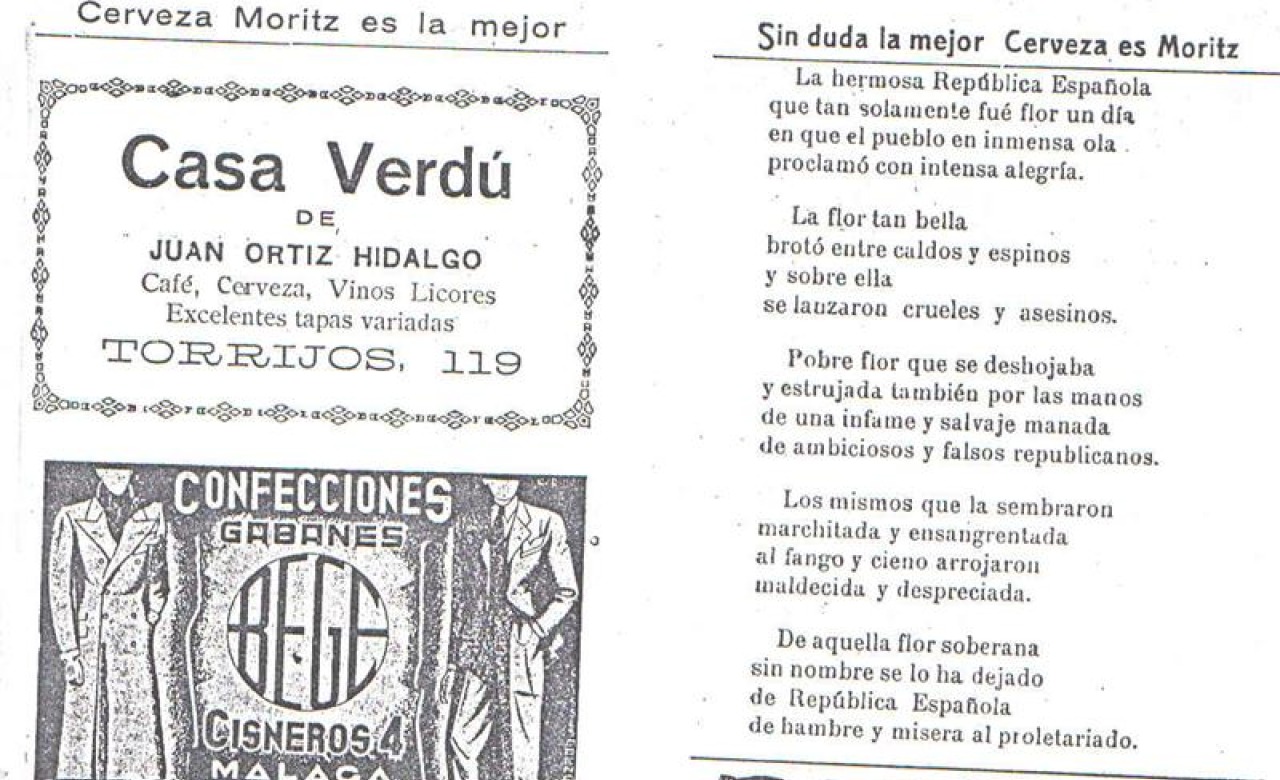 Cerveza Moritz es la mejor
Casa Verdú
DE
JUAN ORTIZ HIDALGO
Café, Cerveza, Vinos Licores
Excelentes tapas variadas
TORRIJOS, 119
CONFECCIONES
GABANES
BEGE
CISNEROS, 4
MALAGA
Sin duda la mejor Cerveza es Moritz
La hermosa República Española
que tan solamente fué flor un día
en que el pueblo en inmensa ola
proclamó con intensa alegría.
La flor tan bella
brotó entre caldos y espinos
y sobre ella
se lanzaron crueles y asesinos.
Pobre flor que se deshojaba
y estrujada también por las manos
de una infame y salvaje manada
de ambiciosos y falsos republicanos.
Los mismos que la sembraron
marchitada y ensangrentada
al fango y cieno arrojaron
maldecida y despreciada.
De aquella flor soberana
sin nombre se lo ha dejado
de República Española
de hambre y misera al proletariado.